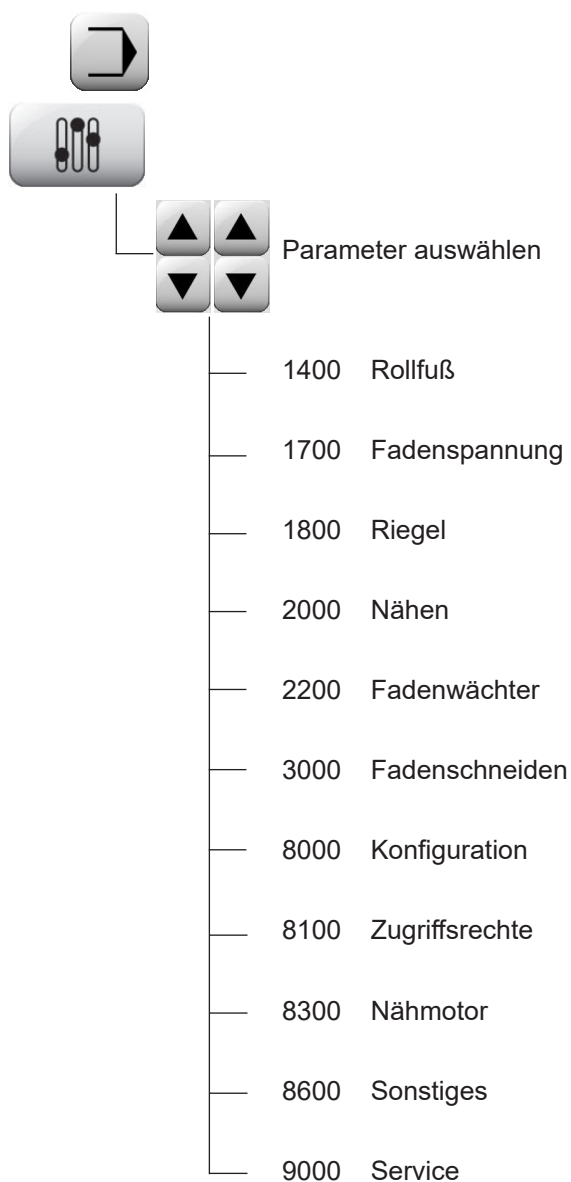 Parameter auswählen
1400 Rollfuß
1700 Fadenspannung
1800 Riegel
2000 Nähen
2200 Fadenwächter
3000 Fadenschneiden
8000 Konfiguration
8100 Zugriffsrechte
8300 Nähmotor
8600 Sonstiges
9000 Service